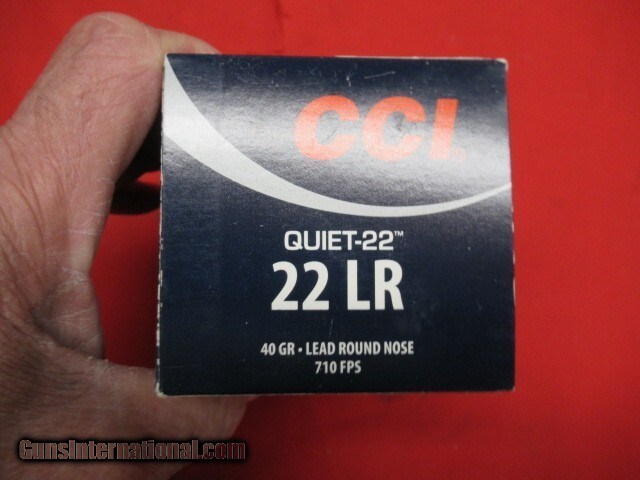 CCI
QUIET-22™
22 LR
40 GR • LEAD ROUND NOSE
710 FPS
GunsInternational.com